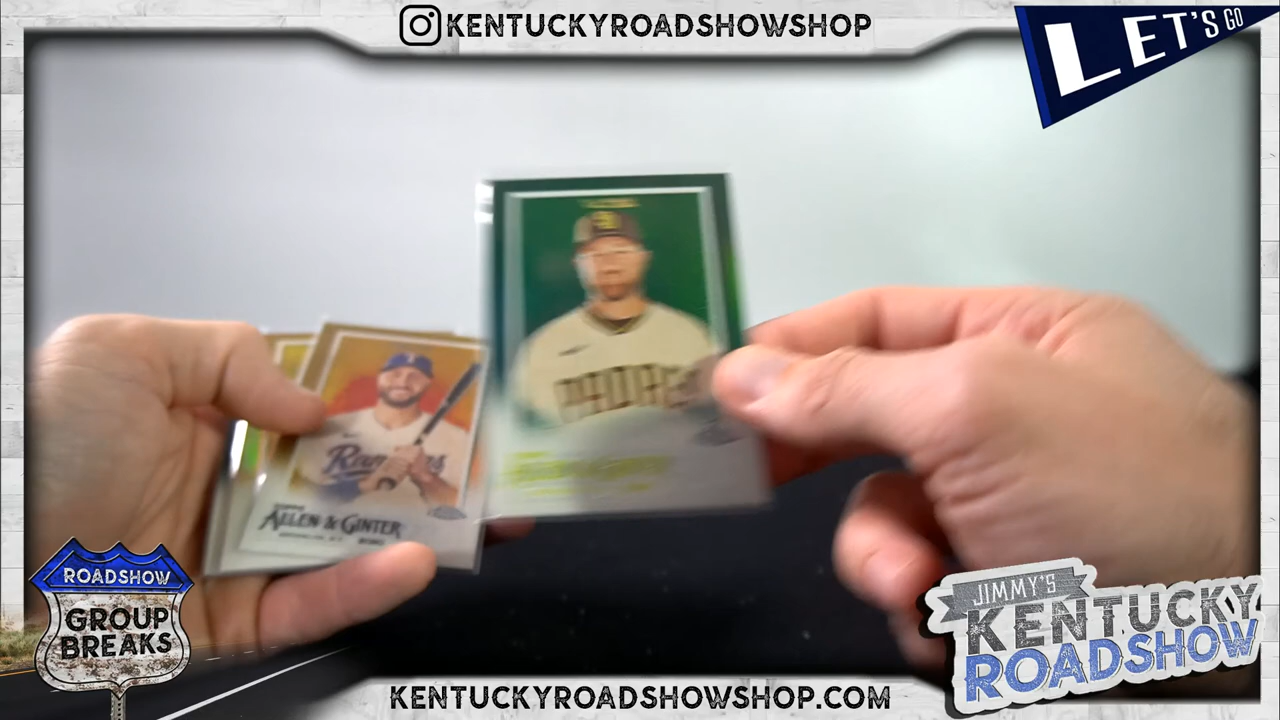 KENTUCKYROADSHOWSHOP
LET'S GO
PADRES
Rangers
ALLEN & GINTER
ROADSHOW
GROUP
BREAKS
JIMMY'S
KENTUCKY
ROADSHOW
KENTUCKYROADSHOWSHOP.COM